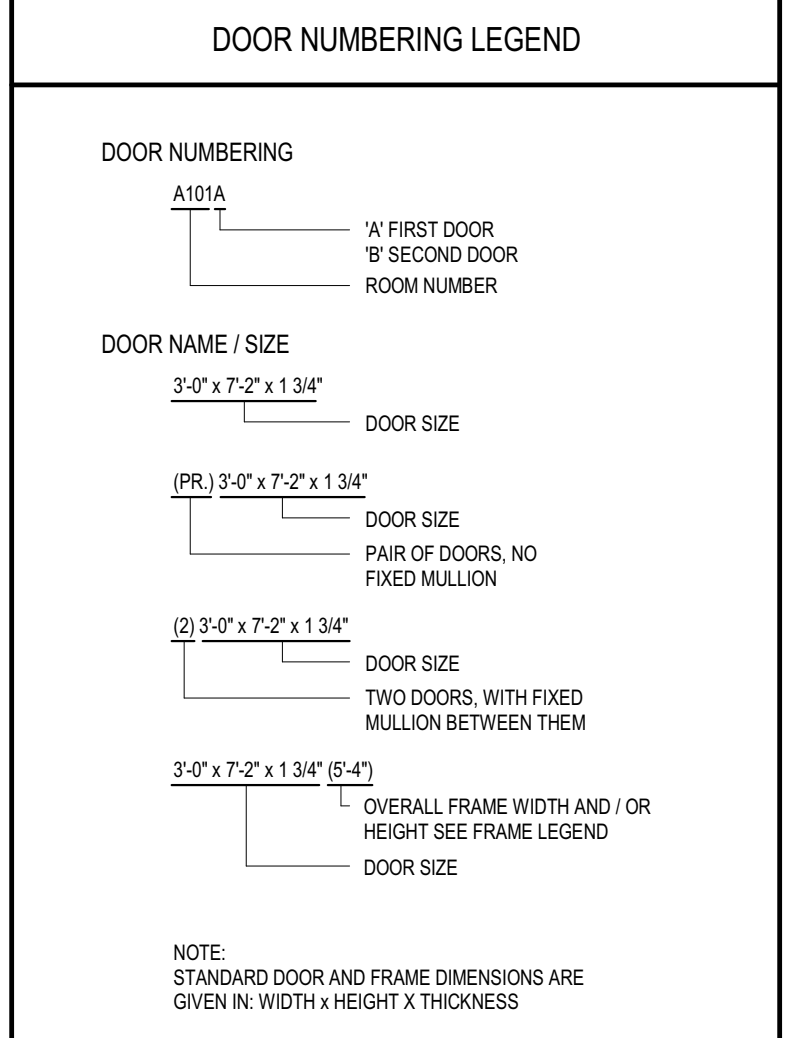 DOOR NUMBERING LEGEND
DOOR NUMBERING
A101A
'A' FIRST DOOR
'B' SECOND DOOR
ROOM NUMBER
DOOR NAME / SIZE
3'-0" x 7'-2" x 1 3/4"
DOOR SIZE
(PR.) 3'-0" x 7'-2" x 1 3/4"
DOOR SIZE
PAIR OF DOORS, NO
FIXED MULLION
(2) 3'-0" x 7'-2" x 1 3/4"
DOOR SIZE
TWO DOORS, WITH FIXED
MULLION BETWEEN THEM
3'-0" x 7'-2" x 1 3/4" (5'-4")
OVERALL FRAME WIDTH AND / OR
HEIGHT SEE FRAME LEGEND
DOOR SIZE
NOTE:
STANDARD DOOR AND FRAME DIMENSIONS ARE
GIVEN IN: WIDTH x HEIGHT X THICKNESS